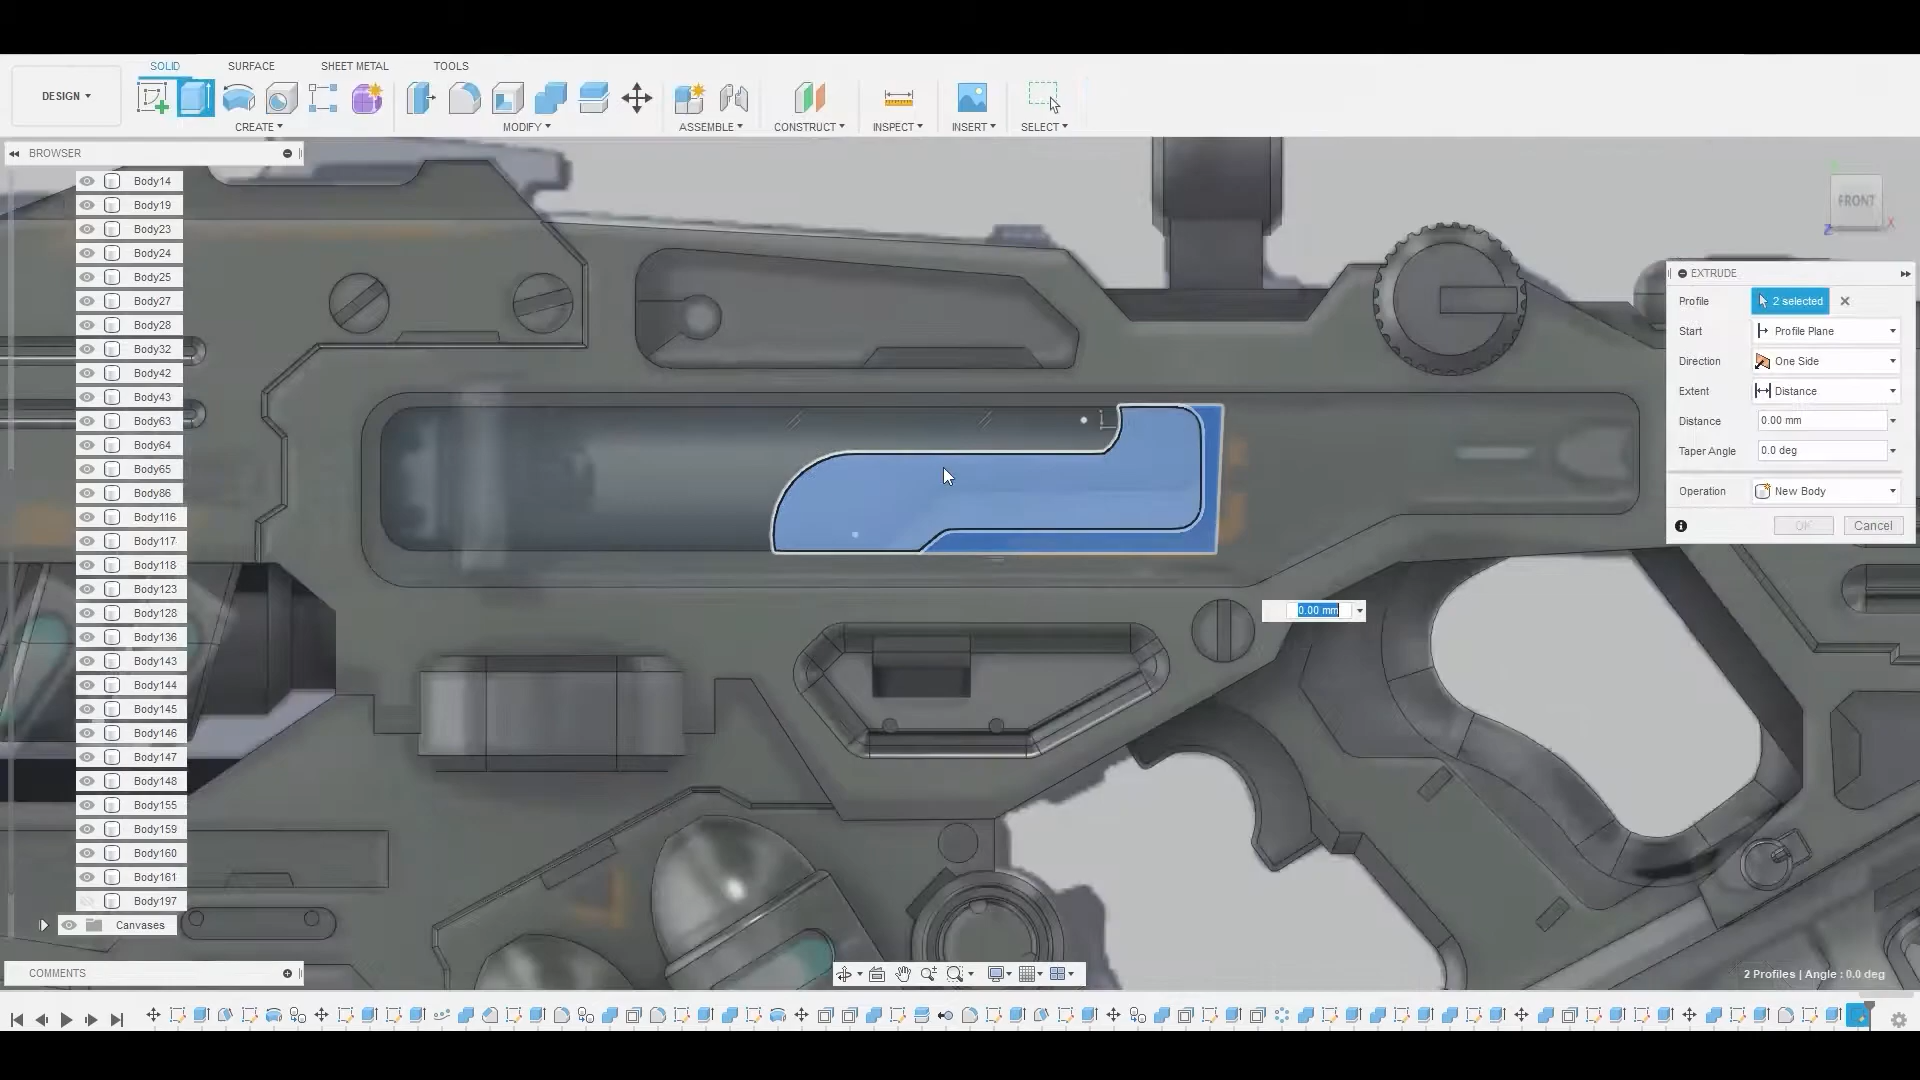 SOLID SURFACE SHEET METAL TOOLS
DESIGN
CREATE MODIFY ASSEMBLE CONSTRUCT INSPECT INSERT SELECT
BROWSER
Body14
Body19
Body23
Body24
Body25
Body27
Body28
Body32
Body42
Body43
Body63
Body64
Body65
Body86
Body116
Body117
Body118
Body123
Body128
Body136
Body143
Body144
Body145
Body146
Body147
Body148
Body155
Body159
Body160
Body161
Body197
Canvases
COMMENTS
FRONT
X
Z
EXTRUDE
Profile 2 selected
Start Profile Plane
Direction One Side
Extent Distance
Distance 0.00 mm
Taper Angle 0.0 deg
Operation New Body
OK Cancel
0.00 mm
2 Profiles | Angle : 0.0 deg